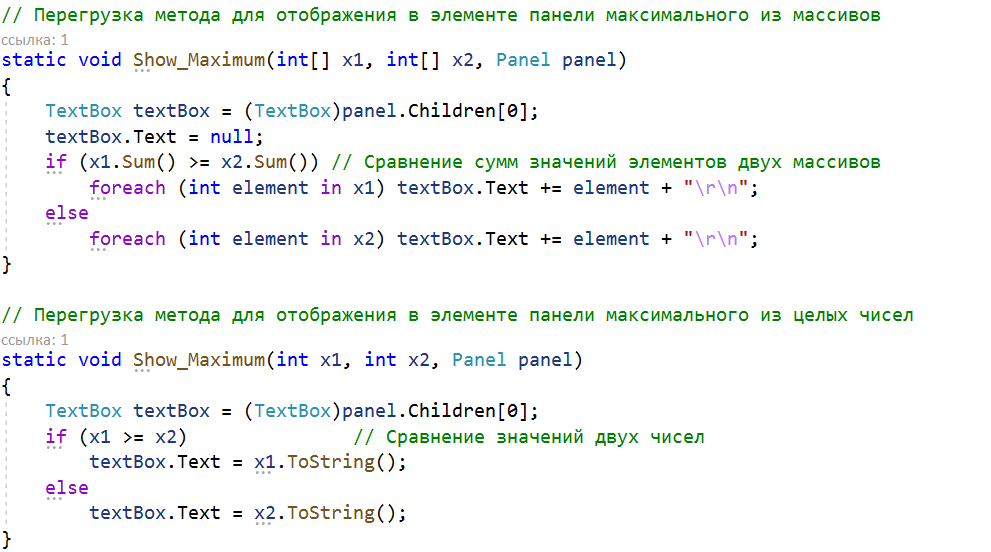 // Перегрузка метода для отображения в элементе панели максимального из массивов
ссылка: 1
static void Show_Maximum(int[] x1, int[] x2, Panel panel)
{
    TextBox textBox = (TextBox)panel.Children[0];
    textBox.Text = null;
    if (x1.Sum() >= x2.Sum()) // Сравнение сумм значений элементов двух массивов
        foreach (int element in x1) textBox.Text += element + "\r\n";
    else
        foreach (int element in x2) textBox.Text += element + "\r\n";
}
// Перегрузка метода для отображения в элементе панели максимального из целых чисел
ссылка: 1
static void Show_Maximum(int x1, int x2, Panel panel)
{
    TextBox textBox = (TextBox)panel.Children[0];
    if (x1 >= x2)               // Сравнение значений двух чисел
        textBox.Text = x1.ToString();
    else
        textBox.Text = x2.ToString();
}